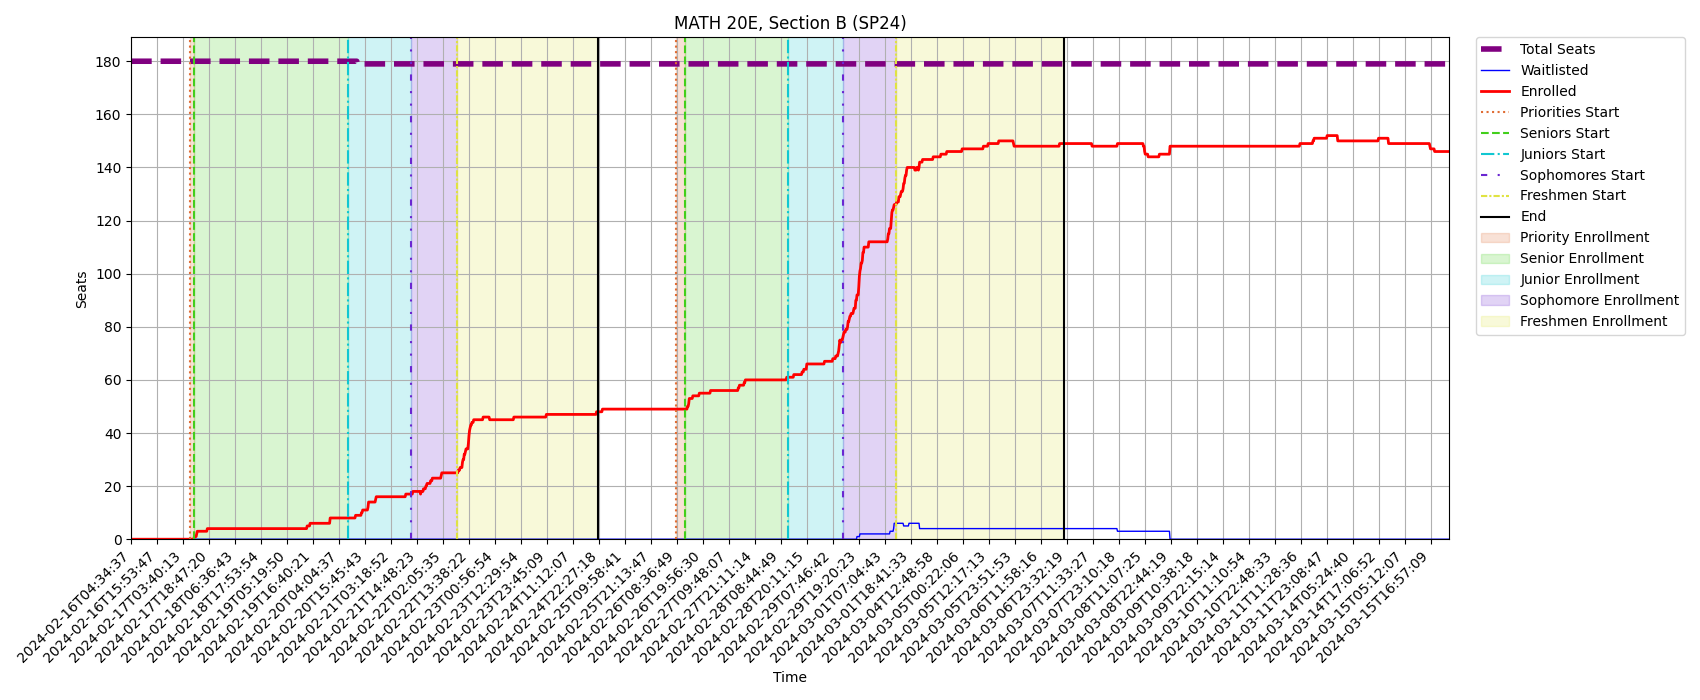 MATH 20E, Section B (SP24)
Seats
180
160
140
120
100
80
60
40
20
0
2024-02-16T04:34:37
2024-02-16T15:53:47
2024-02-17T03:40:13
2024-02-17T18:47:20
2024-02-18T06:36:43
2024-02-18T17:53:54
2024-02-19T05:19:50
2024-02-19T16:40:21
2024-02-20T04:04:37
2024-02-20T15:45:43
2024-02-21T03:18:52
2024-02-21T14:48:23
2024-02-22T02:05:35
2024-02-22T13:38:22
2024-02-23T00:56:54
2024-02-23T12:29:54
2024-02-23T23:45:09
2024-02-24T11:12:07
2024-02-24T22:27:18
2024-02-25T09:58:41
2024-02-25T21:13:47
2024-02-26T08:36:49
2024-02-26T19:56:30
2024-02-27T09:48:07
2024-02-27T21:11:14
2024-02-28T08:44:49
2024-02-28T20:11:15
2024-02-29T07:46:42
2024-02-29T19:20:23
2024-03-01T07:04:43
2024-03-01T18:41:33
2024-03-04T12:48:58
2024-03-05T00:22:06
2024-03-05T12:17:13
2024-03-05T23:51:53
2024-03-06T11:58:16
2024-03-06T23:32:19
2024-03-07T11:33:27
2024-03-07T23:10:18
2024-03-08T11:07:25
2024-03-08T22:44:19
2024-03-09T10:38:18
2024-03-09T22:15:14
2024-03-10T11:10:54
2024-03-10T22:48:33
2024-03-11T11:28:36
2024-03-11T23:08:47
2024-03-14T05:24:40
2024-03-14T17:06:52
2024-03-15T05:12:07
2024-03-15T16:57:09
Time
Total Seats
Waitlisted
Enrolled
Priorities Start
Seniors Start
Juniors Start
Sophomores Start
Freshmen Start
End
Priority Enrollment
Senior Enrollment
Junior Enrollment
Sophomore Enrollment
Freshmen Enrollment